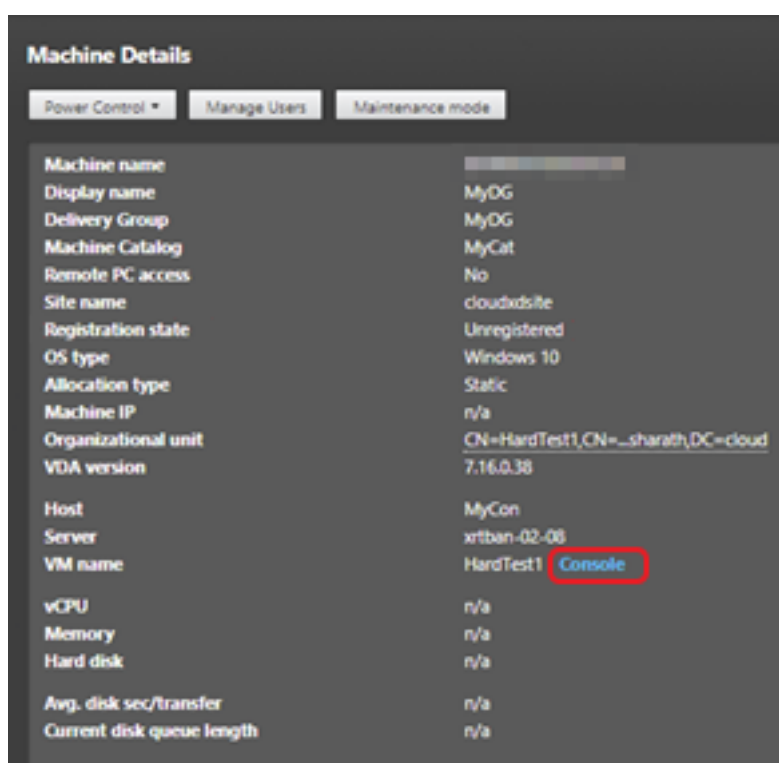 Machine Details
Power Control Manage Users Maintenance mode
Machine name
Display name MyDG
Delivery Group MyDG
Machine Catalog MyCat
Remote PC access No
Site name cloudxdsite
Registration state Unregistered
OS type Windows 10
Allocation type Static
Machine IP n/a
Organizational unit CN=HardTest1,CN=...sharath,DC=cloud
VDA version 7.16.0.38
Host MyCon
Server xrtban-02-08
VM name HardTest1 Console
vCPU n/a
Memory n/a
Hard disk n/a
Avg. disk sec/transfer n/a
Current disk queue length n/a